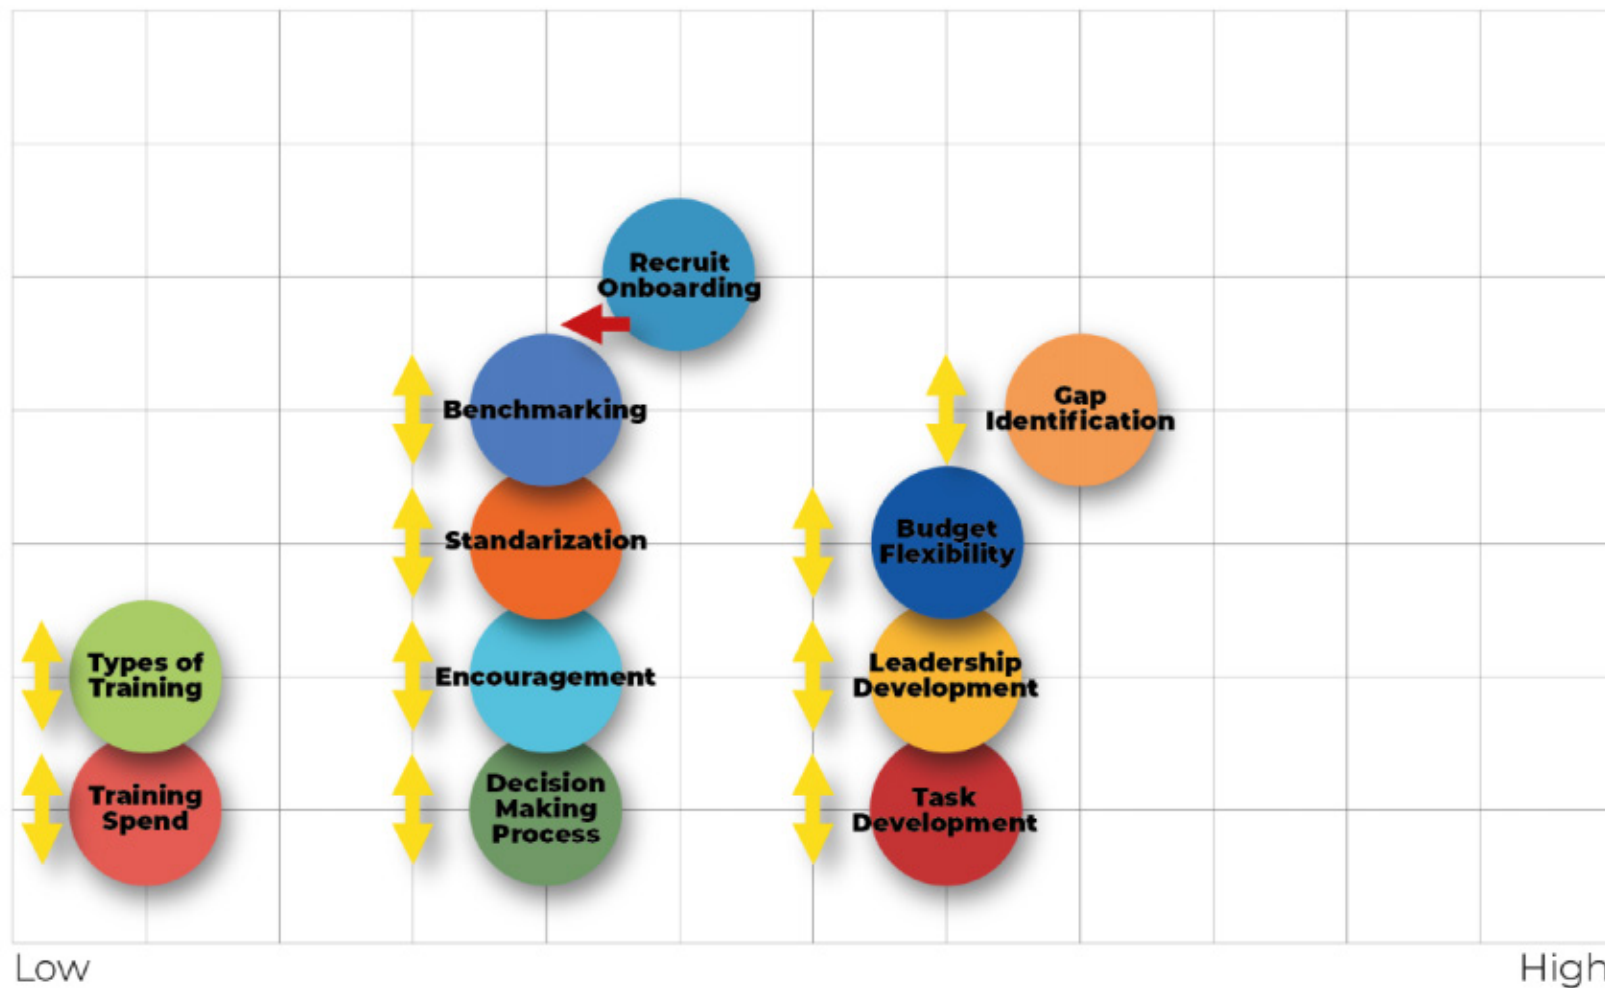 Recruit
Onboarding
Benchmarking
Gap
Identification
Standarization
Budget
Flexibility
Types of
Training
Encouragement
Leadership
Development
Training
Spend
Decision
Making
Process
Task
Development
Low
High